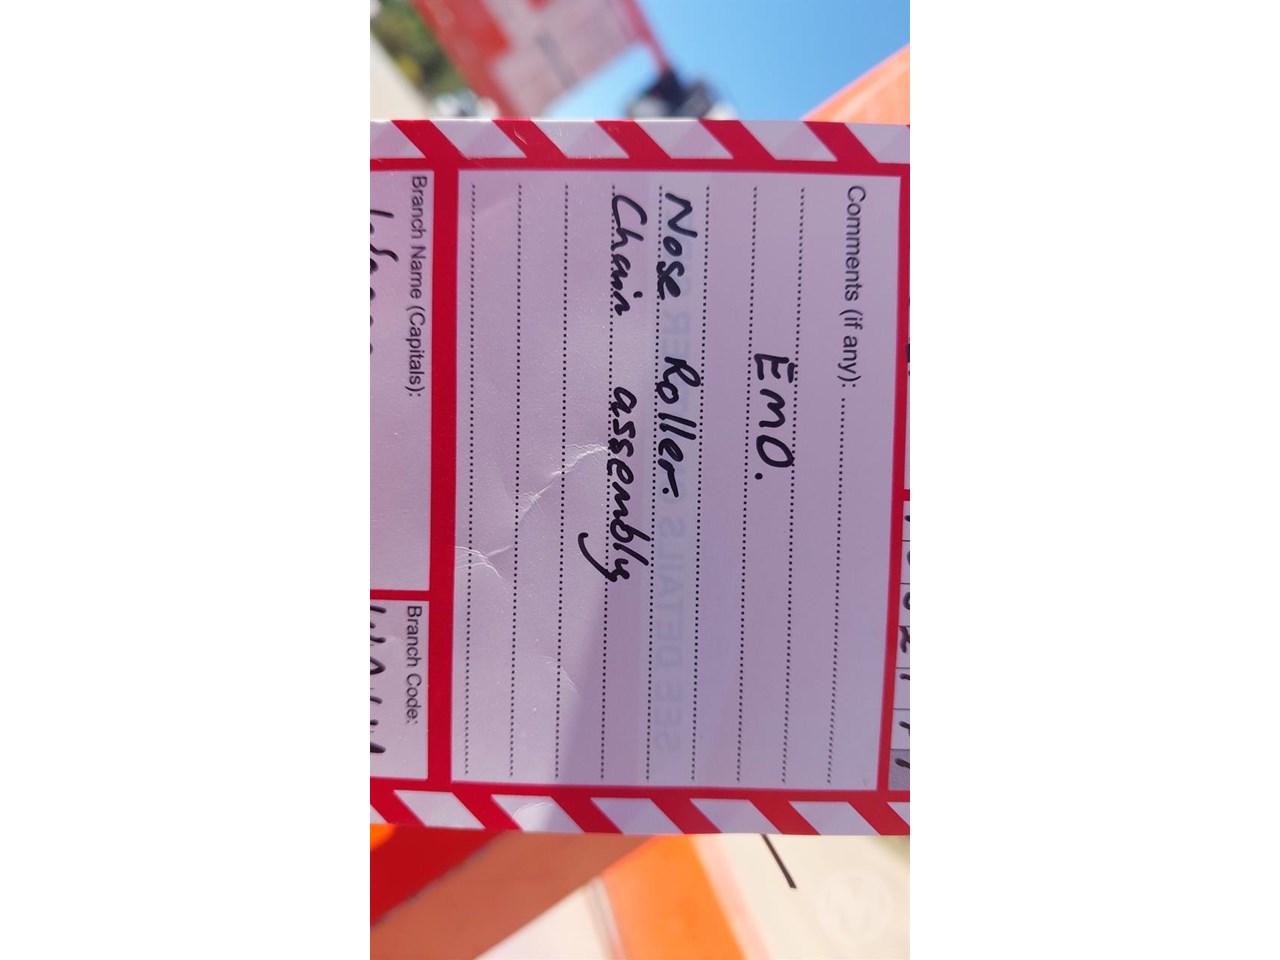 Comments (if any):
EMO.
Nose Roller.
Chain assembly
Branch Name (Capitals):
Branch Code: